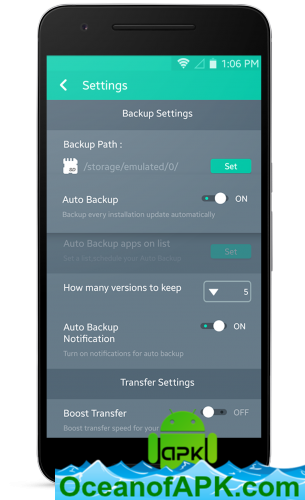 1:06 PM
Settings
Backup Settings
Backup Path :
/storage/emulated/0/ Set
Auto Backup ON
Backup every installation update automatically
Auto Backup apps on list Set
Set a list schedule your Auto Backup
How many versions to keep 5
Auto Backup ON
Notification
Turn on notifications for auto backup
Transfer Settings
Boost Transfer OFF
Boost transfer speed for your
apk
OceanofAPK.com